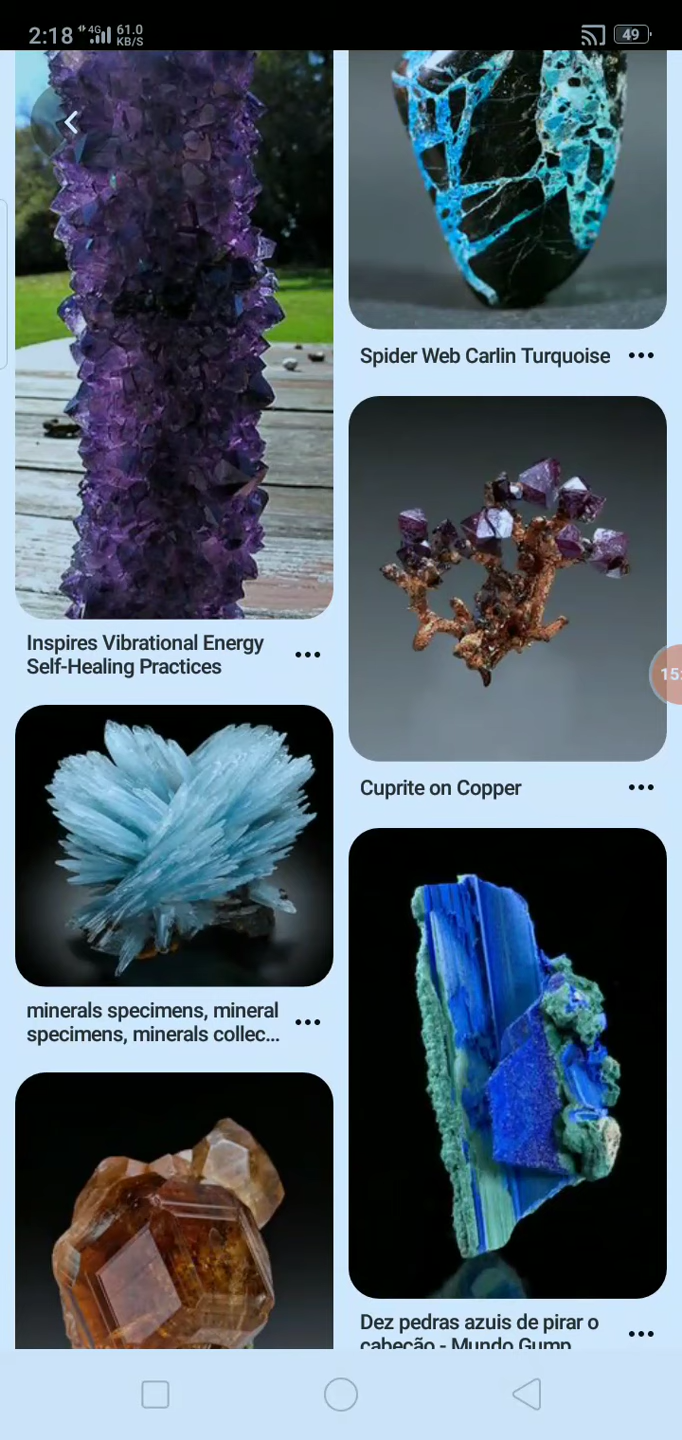 2:18 4G 61.0 KB/S 49
Spider Web Carlin Turquoise
Inspires Vibrational Energy
Self-Healing Practices
Cuprite on Copper
minerals specimens, mineral
specimens, minerals collec...
Dez pedras azuis de pirar o
cabeção - Mundo Gump
15